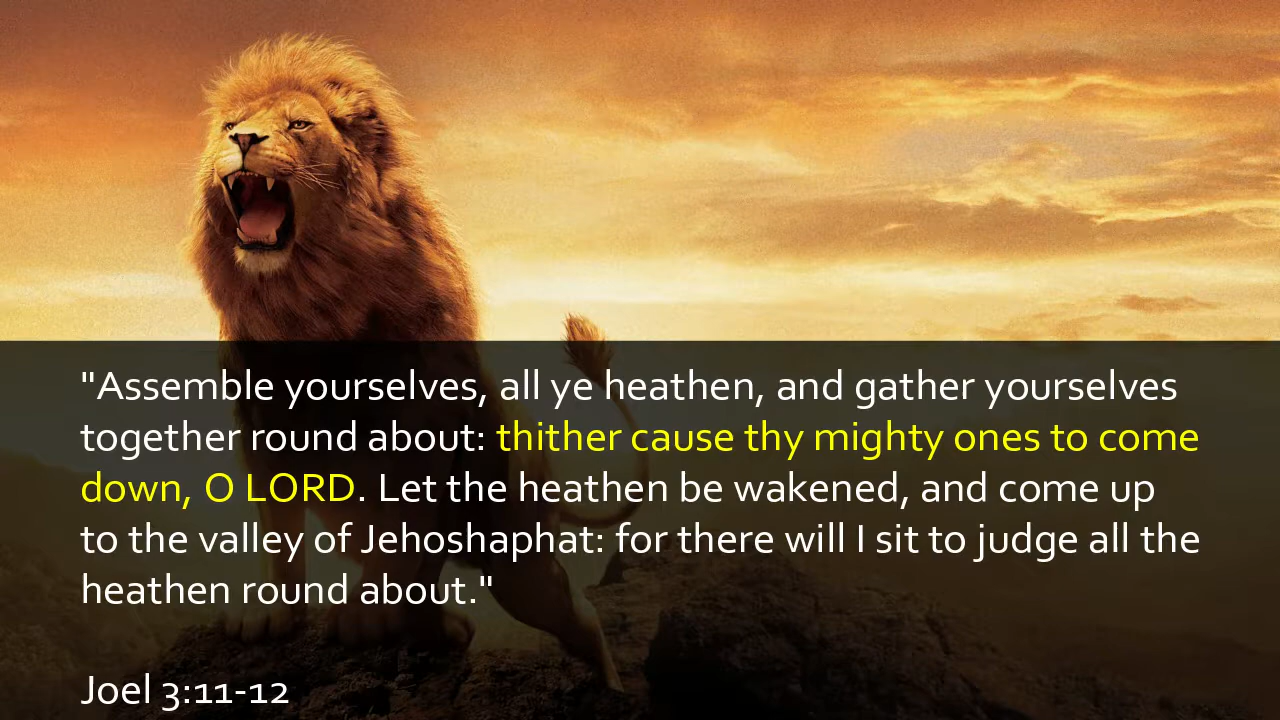 "Assemble yourselves, all ye heathen, and gather yourselves
together round about: thither cause thy mighty ones to come
down, O LORD. Let the heathen be wakened, and come up
to the valley of Jehoshaphat: for there will I sit to judge all the
heathen round about."
Joel 3:11-12